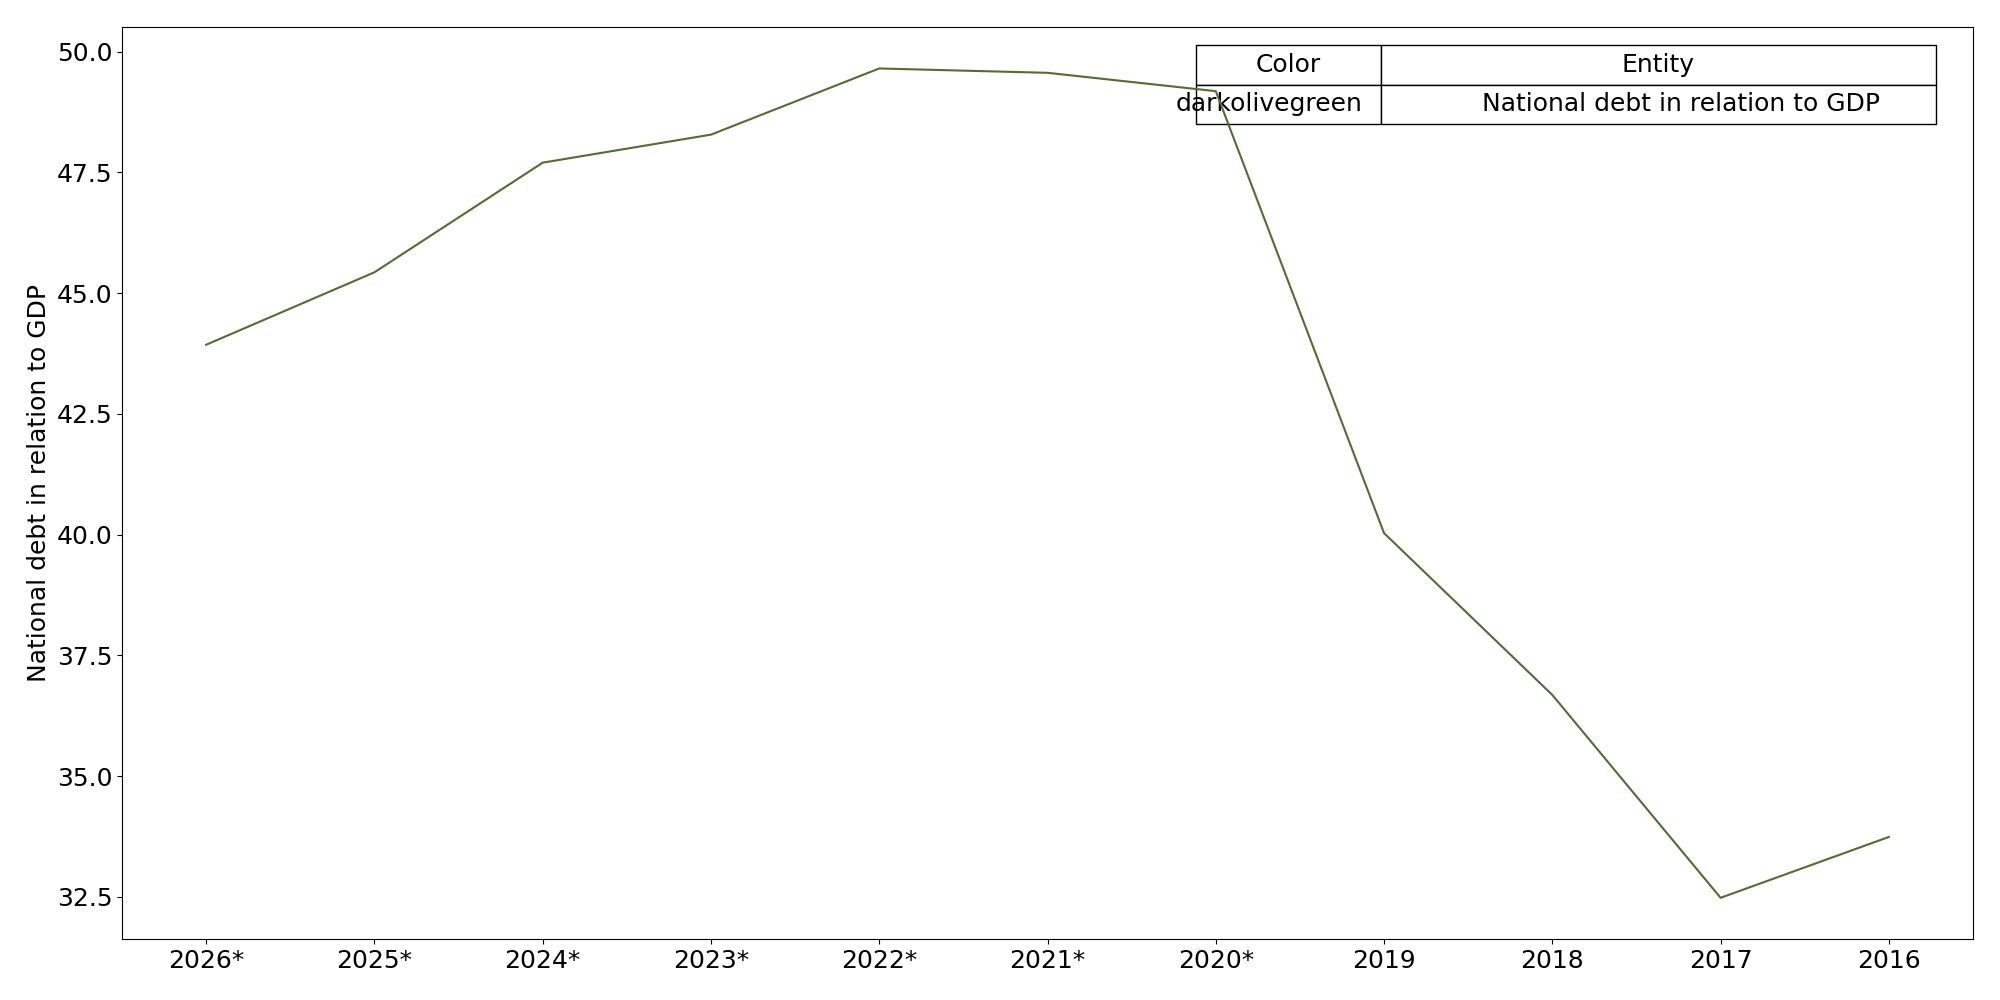 Color Entity
darkolivegreen National debt in relation to GDP
National debt in relation to GDP
50.0
47.5
45.0
42.5
40.0
37.5
35.0
32.5
2026* 2025* 2024* 2023* 2022* 2021* 2020* 2019 2018 2017 2016